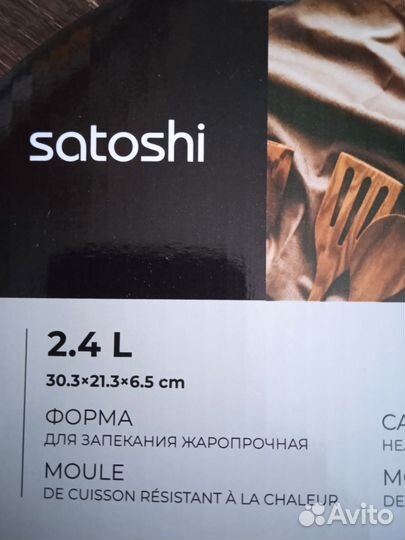 satoshi
2.4 L
30.3×21.3×6.5 cm
ФОРМА
ДЛЯ ЗАПЕКАНИЯ ЖАРОПРОЧНАЯ
MOULE
DE CUISSON RÉSISTANT À LA CHALEUR
Avito